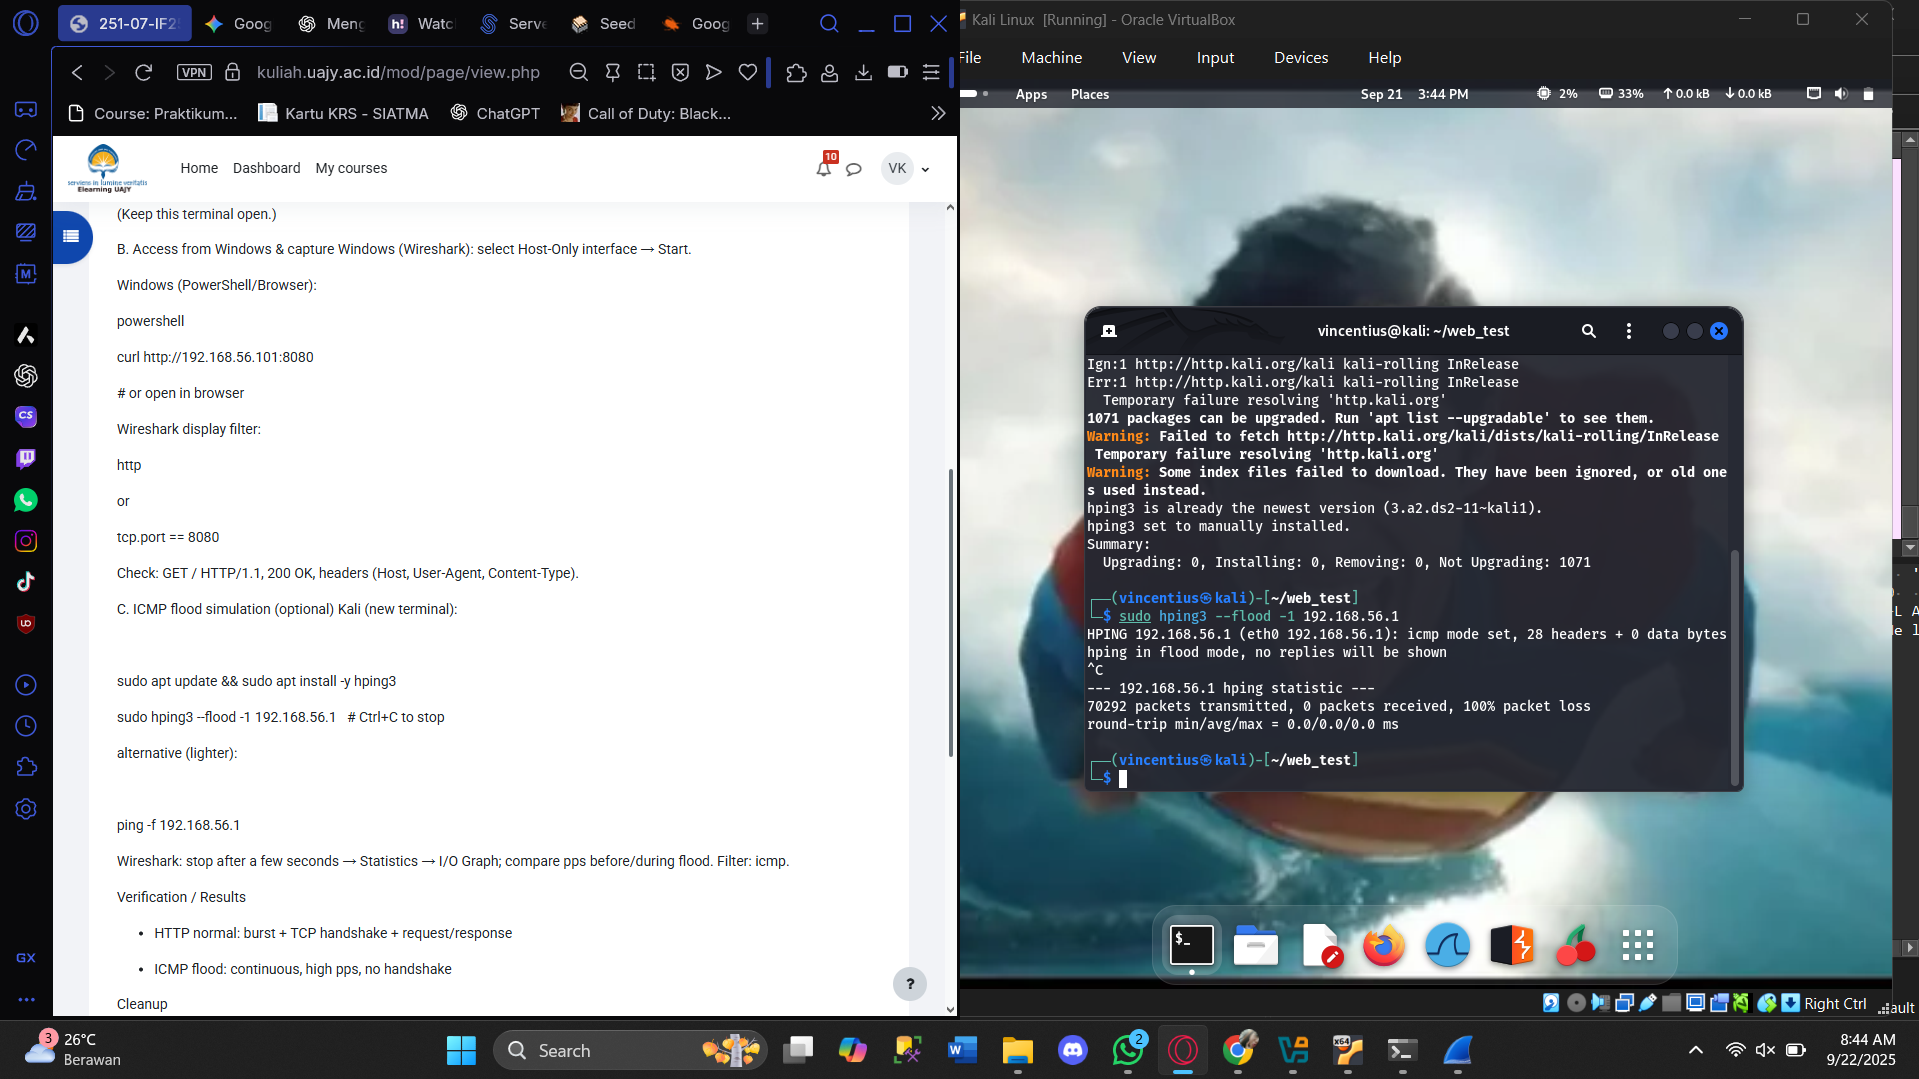 251-07-IF2
Goog
Meng
Watc
Serve
Seed
Goog
VPN
kuliah.uajy.ac.id/mod/page/view.php
Course: Praktikum...
Kartu KRS - SIATMA
ChatGPT
Call of Duty: Black...
serviens in lumine veritatis
Elearning UAJY
Home
Dashboard
My courses
10
VK
(Keep this terminal open.)
B. Access from Windows & capture Windows (Wireshark): select Host-Only interface → Start.
Windows (PowerShell/Browser):
powershell
curl http://192.168.56.101:8080
# or open in browser
Wireshark display filter:
http
or
tcp.port == 8080
Check: GET / HTTP/1.1, 200 OK, headers (Host, User-Agent, Content-Type).
C. ICMP flood simulation (optional) Kali (new terminal):
sudo apt update && sudo apt install -y hping3
sudo hping3 --flood -1 192.168.56.1   # Ctrl+C to stop
alternative (lighter):
ping -f 192.168.56.1
Wireshark: stop after a few seconds → Statistics → I/O Graph; compare pps before/during flood. Filter: icmp.
Verification / Results
• HTTP normal: burst + TCP handshake + request/response
• ICMP flood: continuous, high pps, no handshake
Cleanup
?
CS
M
GX
Kali Linux [Running] - Oracle VirtualBox
File
Machine
View
Input
Devices
Help
Apps
Places
Sep 21 3:44 PM
2%
33%
↑0.0 kB
↓0.0 kB
vincentius@kali: ~/web_test
Ign:1 http://http.kali.org/kali kali-rolling InRelease
Err:1 http://http.kali.org/kali kali-rolling InRelease
Temporary failure resolving 'http.kali.org'
1071 packages can be upgraded. Run 'apt list --upgradable' to see them.
Warning: Failed to fetch http://http.kali.org/kali/dists/kali-rolling/InRelease
Temporary failure resolving 'http.kali.org'
Warning: Some index files failed to download. They have been ignored, or old one
s used instead.
hping3 is already the newest version (3.a2.ds2-11~kali1).
hping3 set to manually installed.
Summary:
Upgrading: 0, Installing: 0, Removing: 0, Not Upgrading: 1071
┌──(vincentius㉿kali)-[~/web_test]
└─$ sudo hping3 --flood -1 192.168.56.1
HPING 192.168.56.1 (eth0 192.168.56.1): icmp mode set, 28 headers + 0 data bytes
hping in flood mode, no replies will be shown
^C
--- 192.168.56.1 hping statistic ---
70292 packets transmitted, 0 packets received, 100% packet loss
round-trip min/avg/max = 0.0/0.0/0.0 ms
┌──(vincentius㉿kali)-[~/web_test]
└─$
$_
Right Ctrl
ault
3
26°C
Berawan
Search
2
x64
8:44 AM
9/22/2025